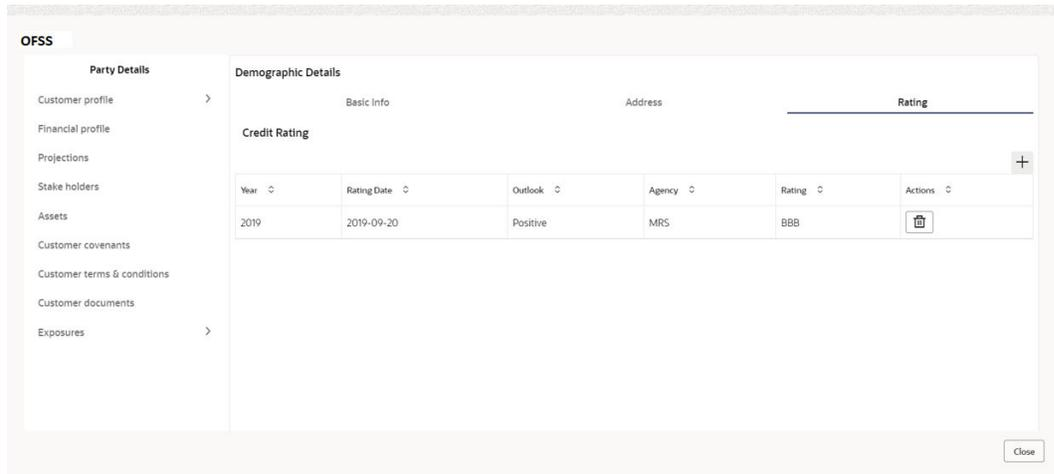 OFSS
Party Details
Customer profile
Financial profile
Projections
Stake holders
Assets
Customer covenants
Customer terms & conditions
Customer documents
Exposures
Demographic Details
Basic Info Address Rating
Credit Rating
Year Rating Date Outlook Agency Rating Actions
2019 2019-09-20 Positive MRS BBB
Close